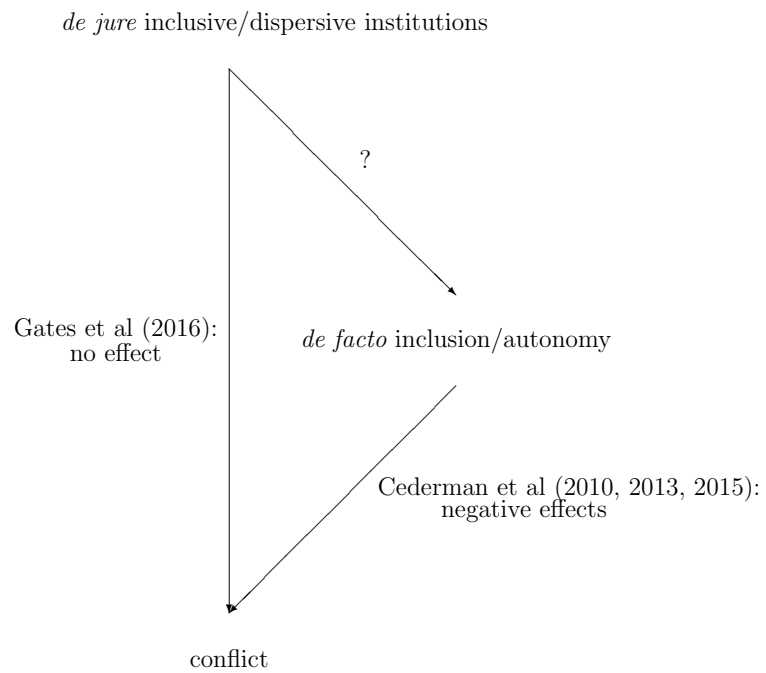 de jure inclusive/dispersive institutions
?
Gates et al (2016):
no effect
de facto inclusion/autonomy
Cederman et al (2010, 2013, 2015):
negative effects
conflict